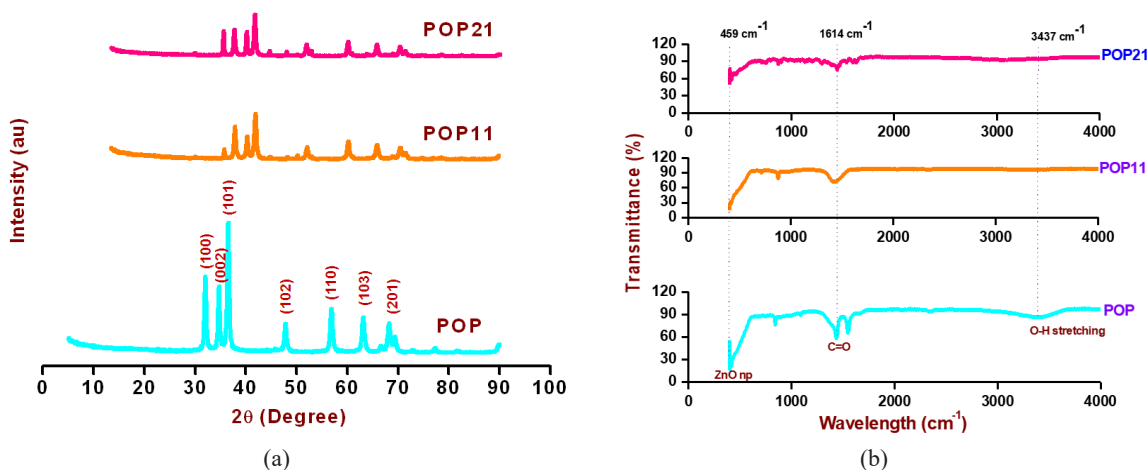 POP21
POP11
(101)
(100)
(002)
(110)
(103)
(102)
(201)
POP
Intensity (au)
0 10 20 30 40 50 60 70 80 90 100
2θ (Degree)
(a)
459 cm-1 1614 cm-1 3437 cm-1
120
90
60
30
0
POP21
0 1000 2000 3000 4000
120
90
60
30
0
POP11
0 1000 2000 3000 4000
120
90
60
30
0
POP
C=O
O-H stretching
ZnO np
0 1000 2000 3000 4000
Transmittance (%)
Wavelength (cm-1)
(b)